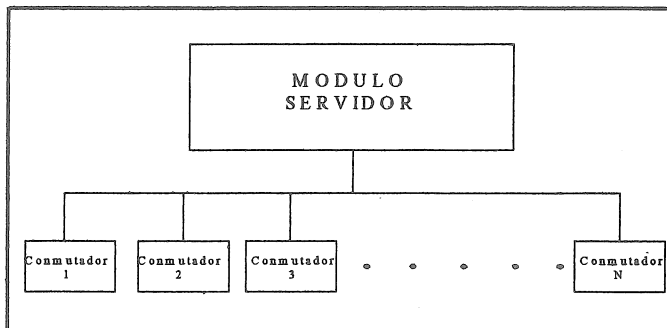 MODULO
SERVIDOR
Conmutador
1
Conmutador
2
Conmutador
3
Conmutador
N